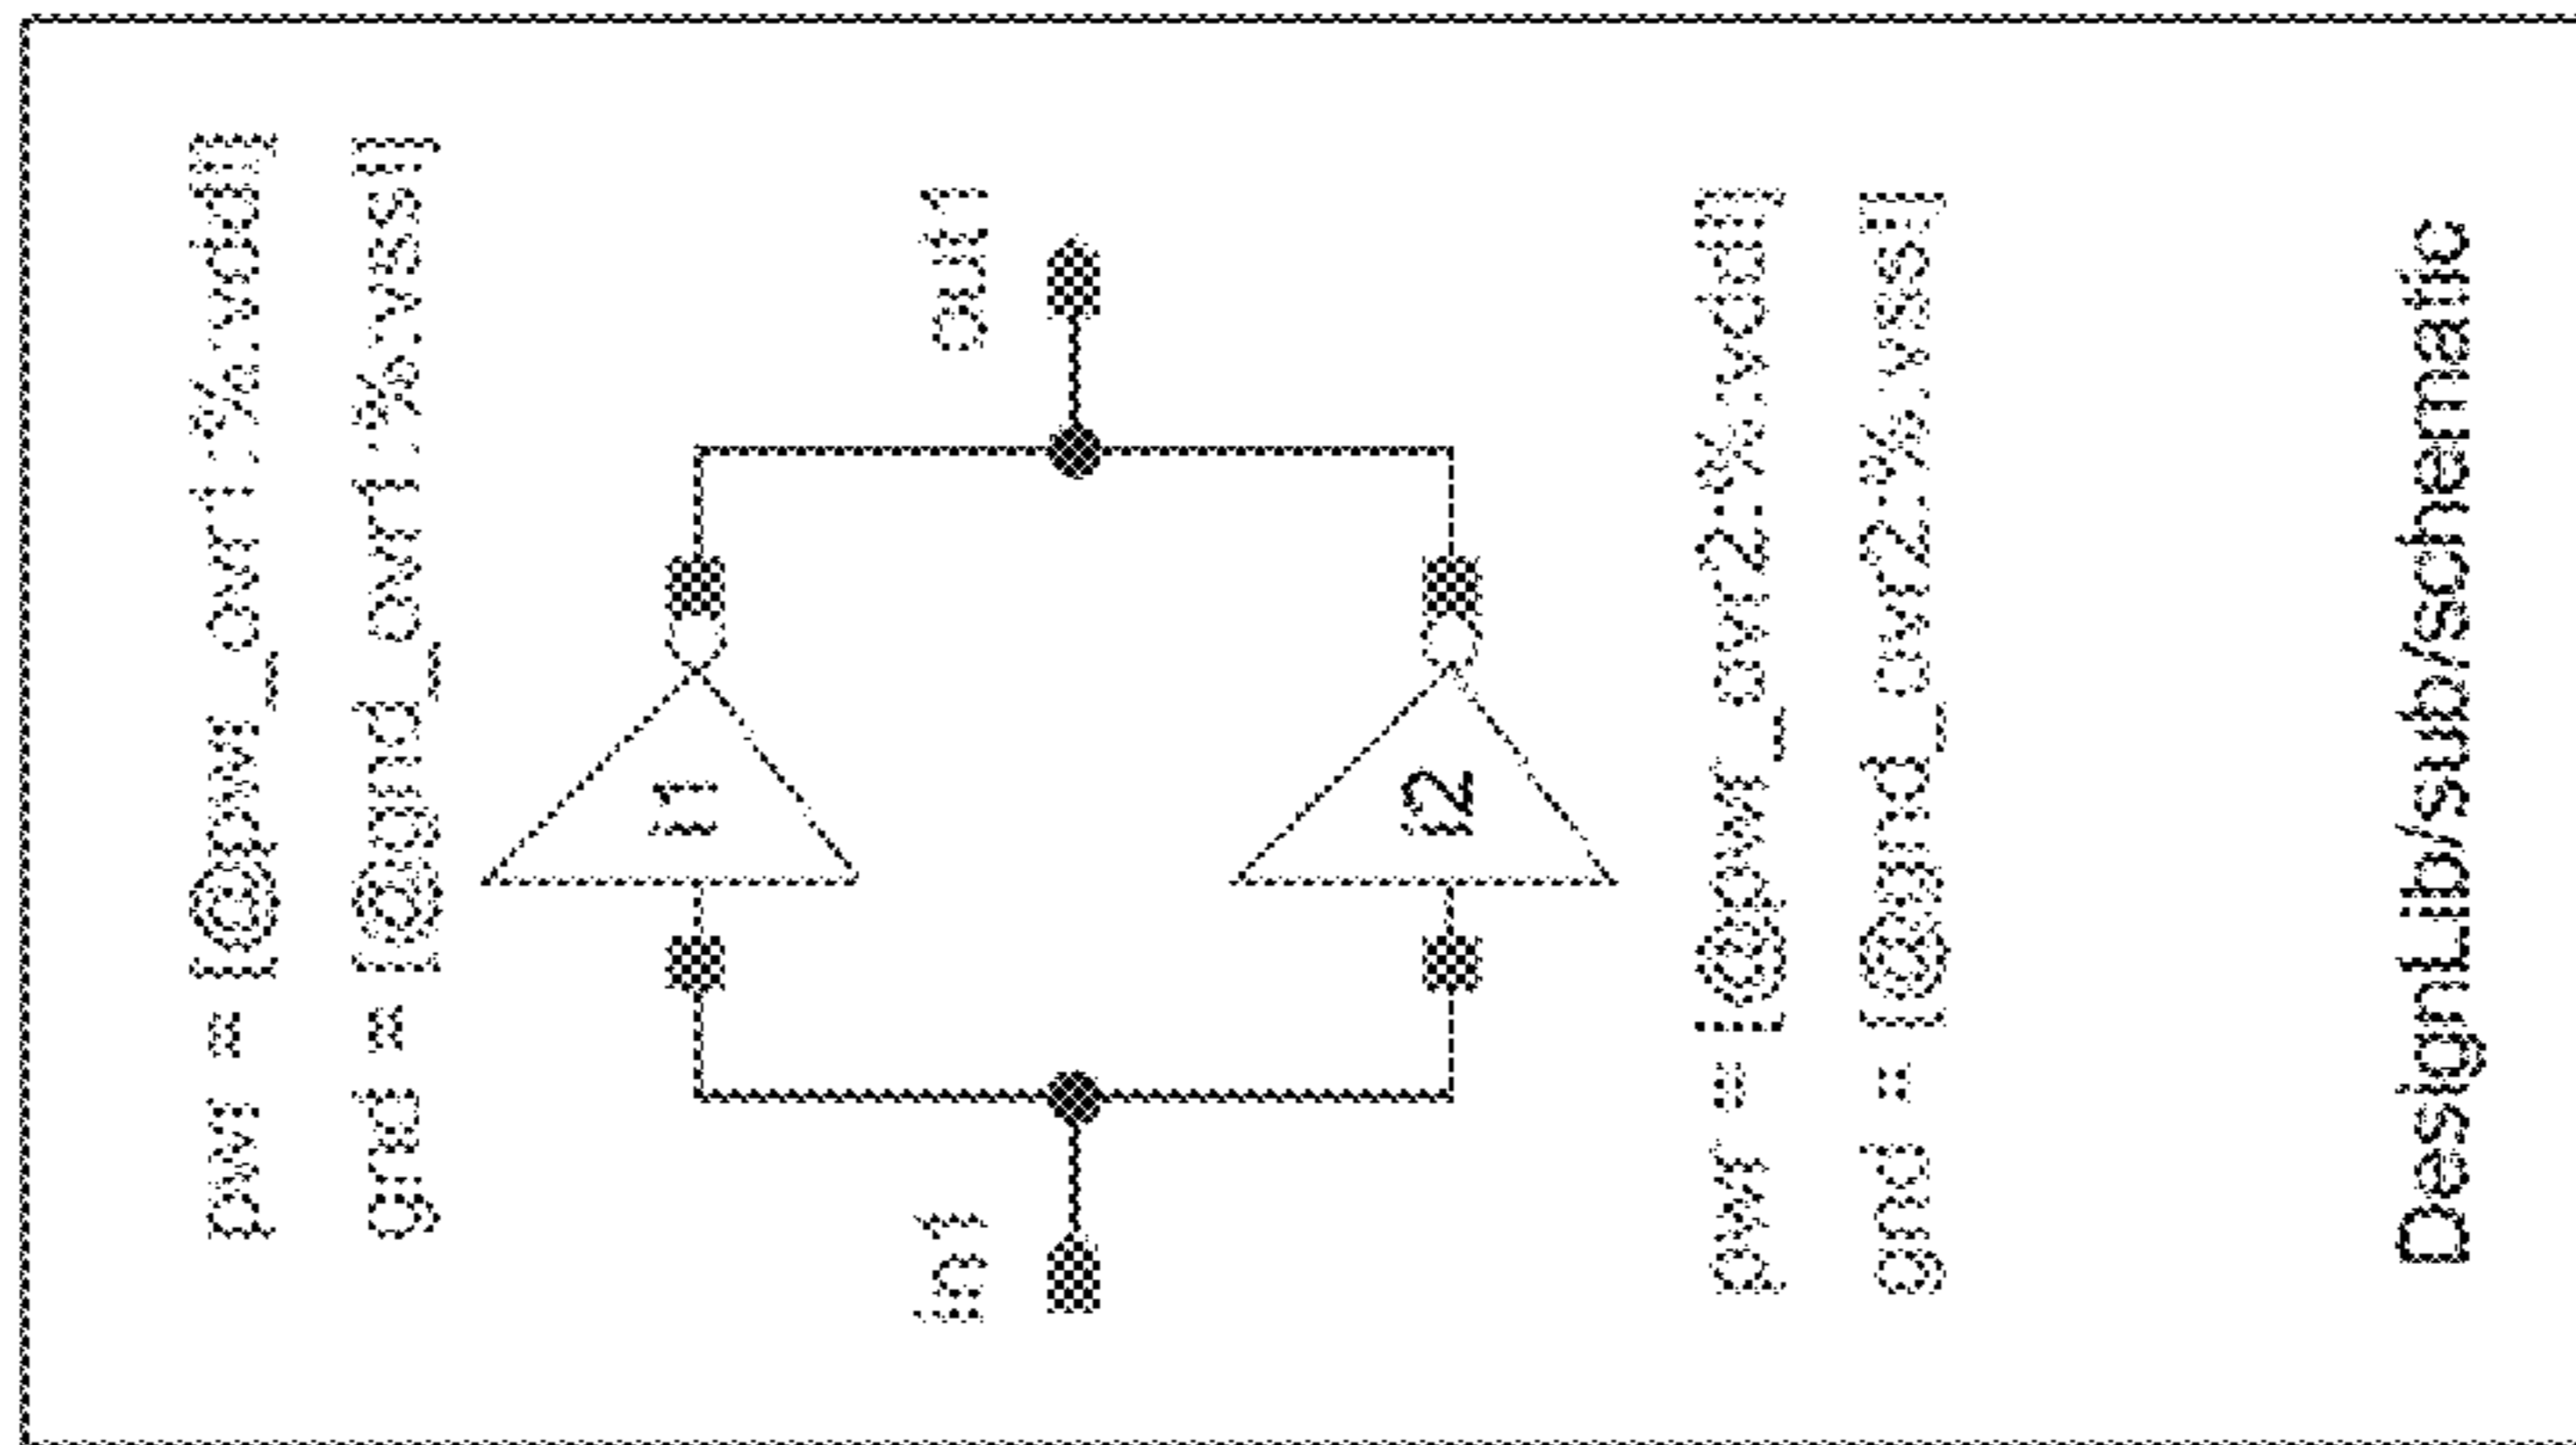 pwr = [@pwr_ovr1:%:vdd!]
gnd = [@gnd_ovr1:%:vss!]
i1
in1
out1
i2
pwr = [@pwr_ovr2:%:vdd!]
gnd = [@gnd_ovr2:%:vss!]
DesignLib/sub/schematic